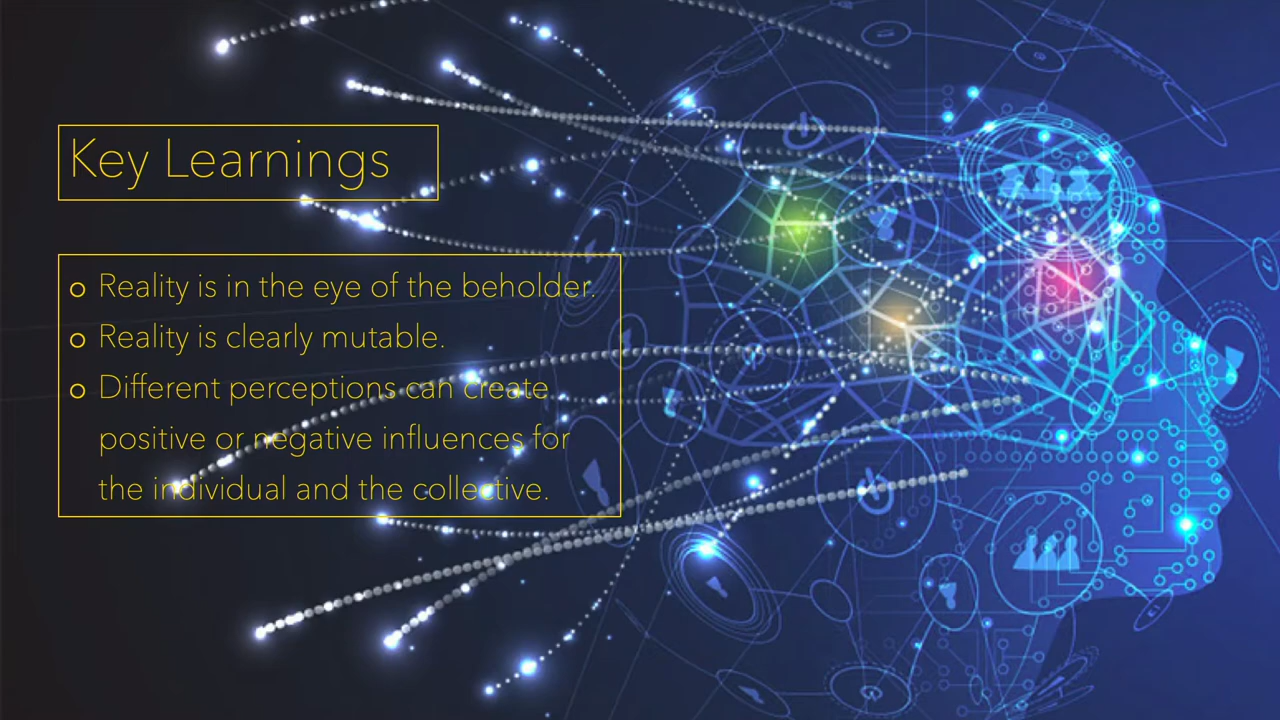 Key Learnings
o Reality is in the eye of the beholder.
o Reality is clearly mutable.
o Different perceptions can create
positive or negative influences for
the individual and the collective.